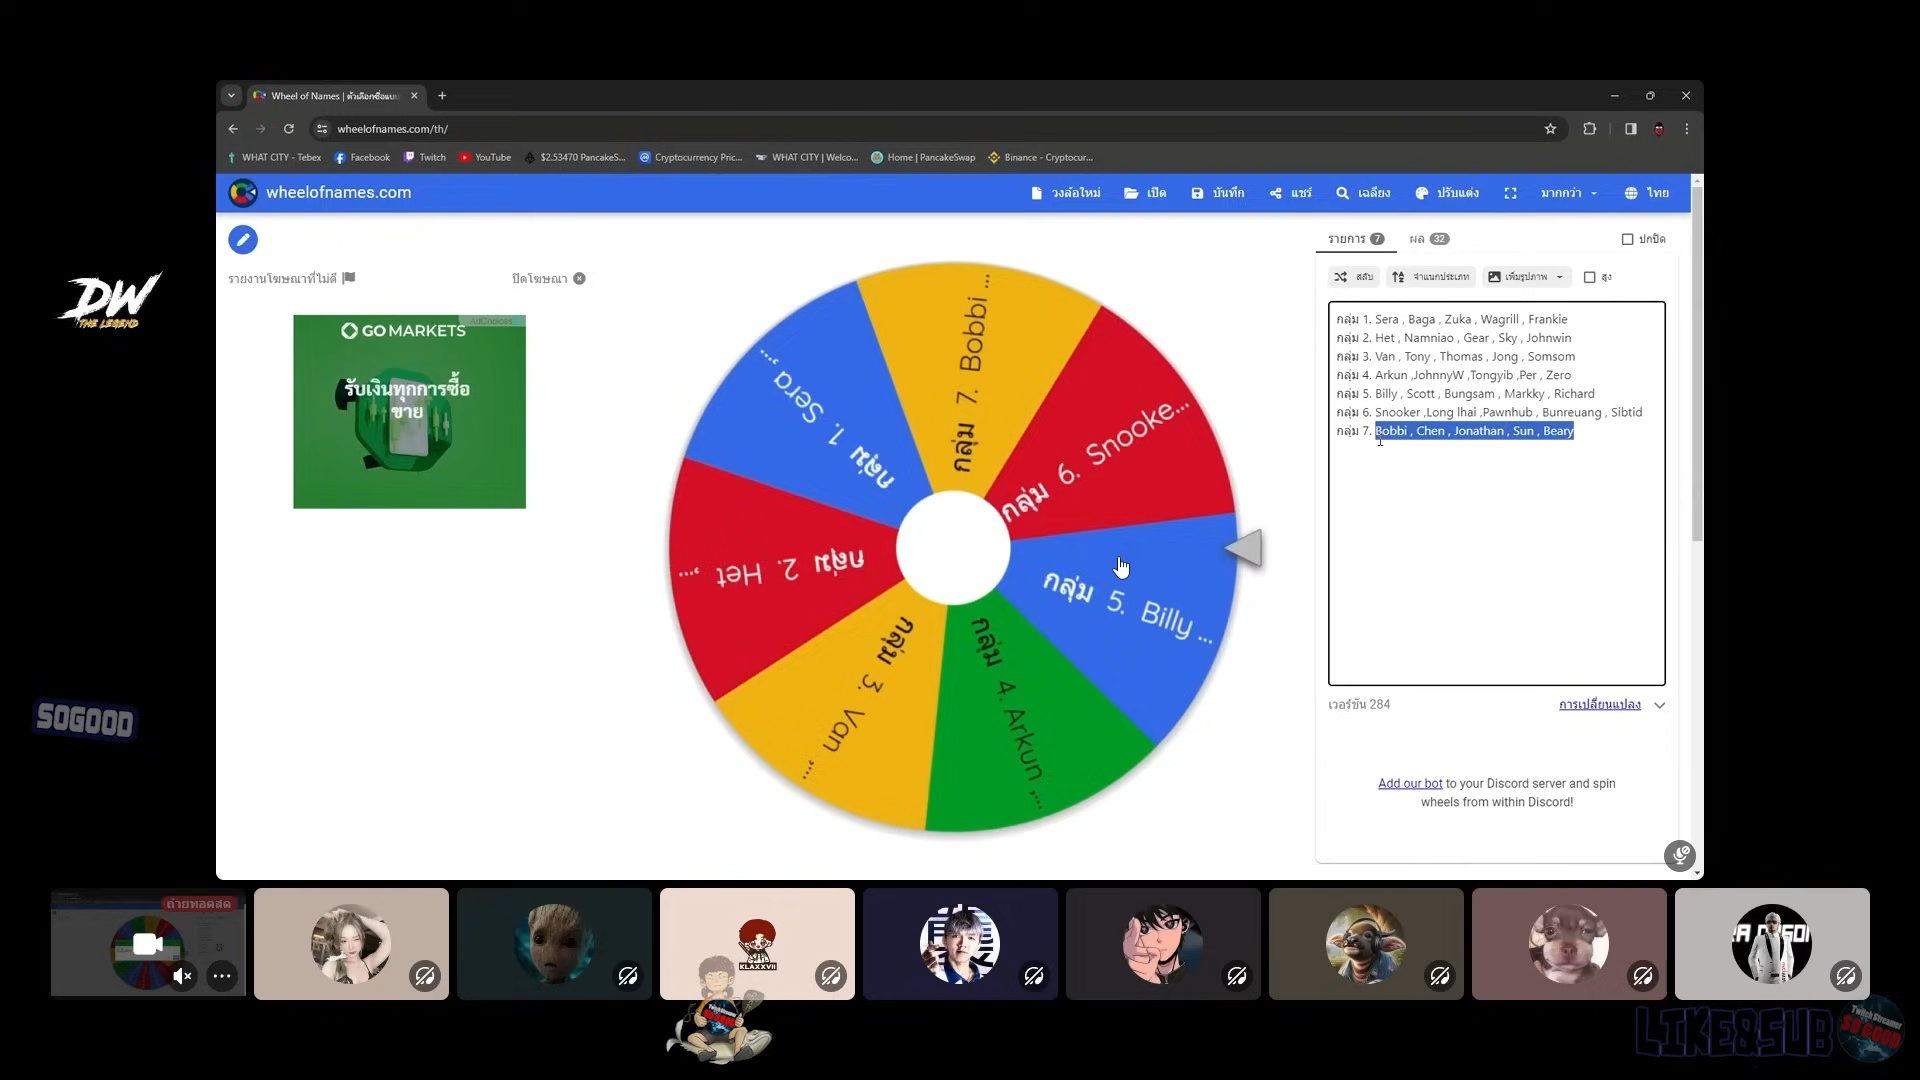 Wheel of Names | ตัวเลือกชื่อแบบ
wheelofnames.com/th/
WHAT CITY - Tebex
Facebook
Twitch
YouTube
$2.53470 PancakeS...
Cryptocurrency Pric...
WHAT CITY | Welco...
Home | PancakeSwap
Binance - Cryptocur...
wheelofnames.com
วงล้อใหม่
เปิด
บันทึก
แชร์
เฉลียง
ปรับแต่ง
มากกว่า
ไทย
รายการ 7
ผล 32
ปกปิด
รายงานโฆษณาที่ไม่ดี
ปิดโฆษณา
สลับ
จำแนกประเภท
เพิ่มรูปภาพ
สูง
AdChoices
GO MARKETS
รับเงินทุกการซื้อ
ขาย
กลุ่ม 1. Sera , Baga , Zuka , Wagrill , Frankie
กลุ่ม 2. Het , Namniao , Gear , Sky , Johnwin
กลุ่ม 3. Van , Tony , Thomas , Jong , Somsom
กลุ่ม 4. Arkun ,JohnnyW ,Tongyib ,Per , Zero
กลุ่ม 5. Billy , Scott , Bungsam , Markky , Richard
กลุ่ม 6. Snooker ,Long lhai ,Pawnhub , Bunreuang , Sibtid
กลุ่ม 7. Bobbi , Chen , Jonathan , Sun , Beary
กลุ่ม 7. Bobbi ...
กลุ่ม 6. Snooke...
กลุ่ม 5. Billy ...
กลุ่ม 4. Arkun ,...
กลุ่ม 3. Van ,...
กลุ่ม 2. Het ,...
กลุ่ม 1. Sera ,...
เวอร์ชัน 284
การเปลี่ยนแปลง
Add our bot to your Discord server and spin
wheels from within Discord!
DW
THE LEGEND
SOGOOD
ถ่ายทอดสด
KLAXXVII
LIKE&SUB
Twitch Streamer
SO GOOD